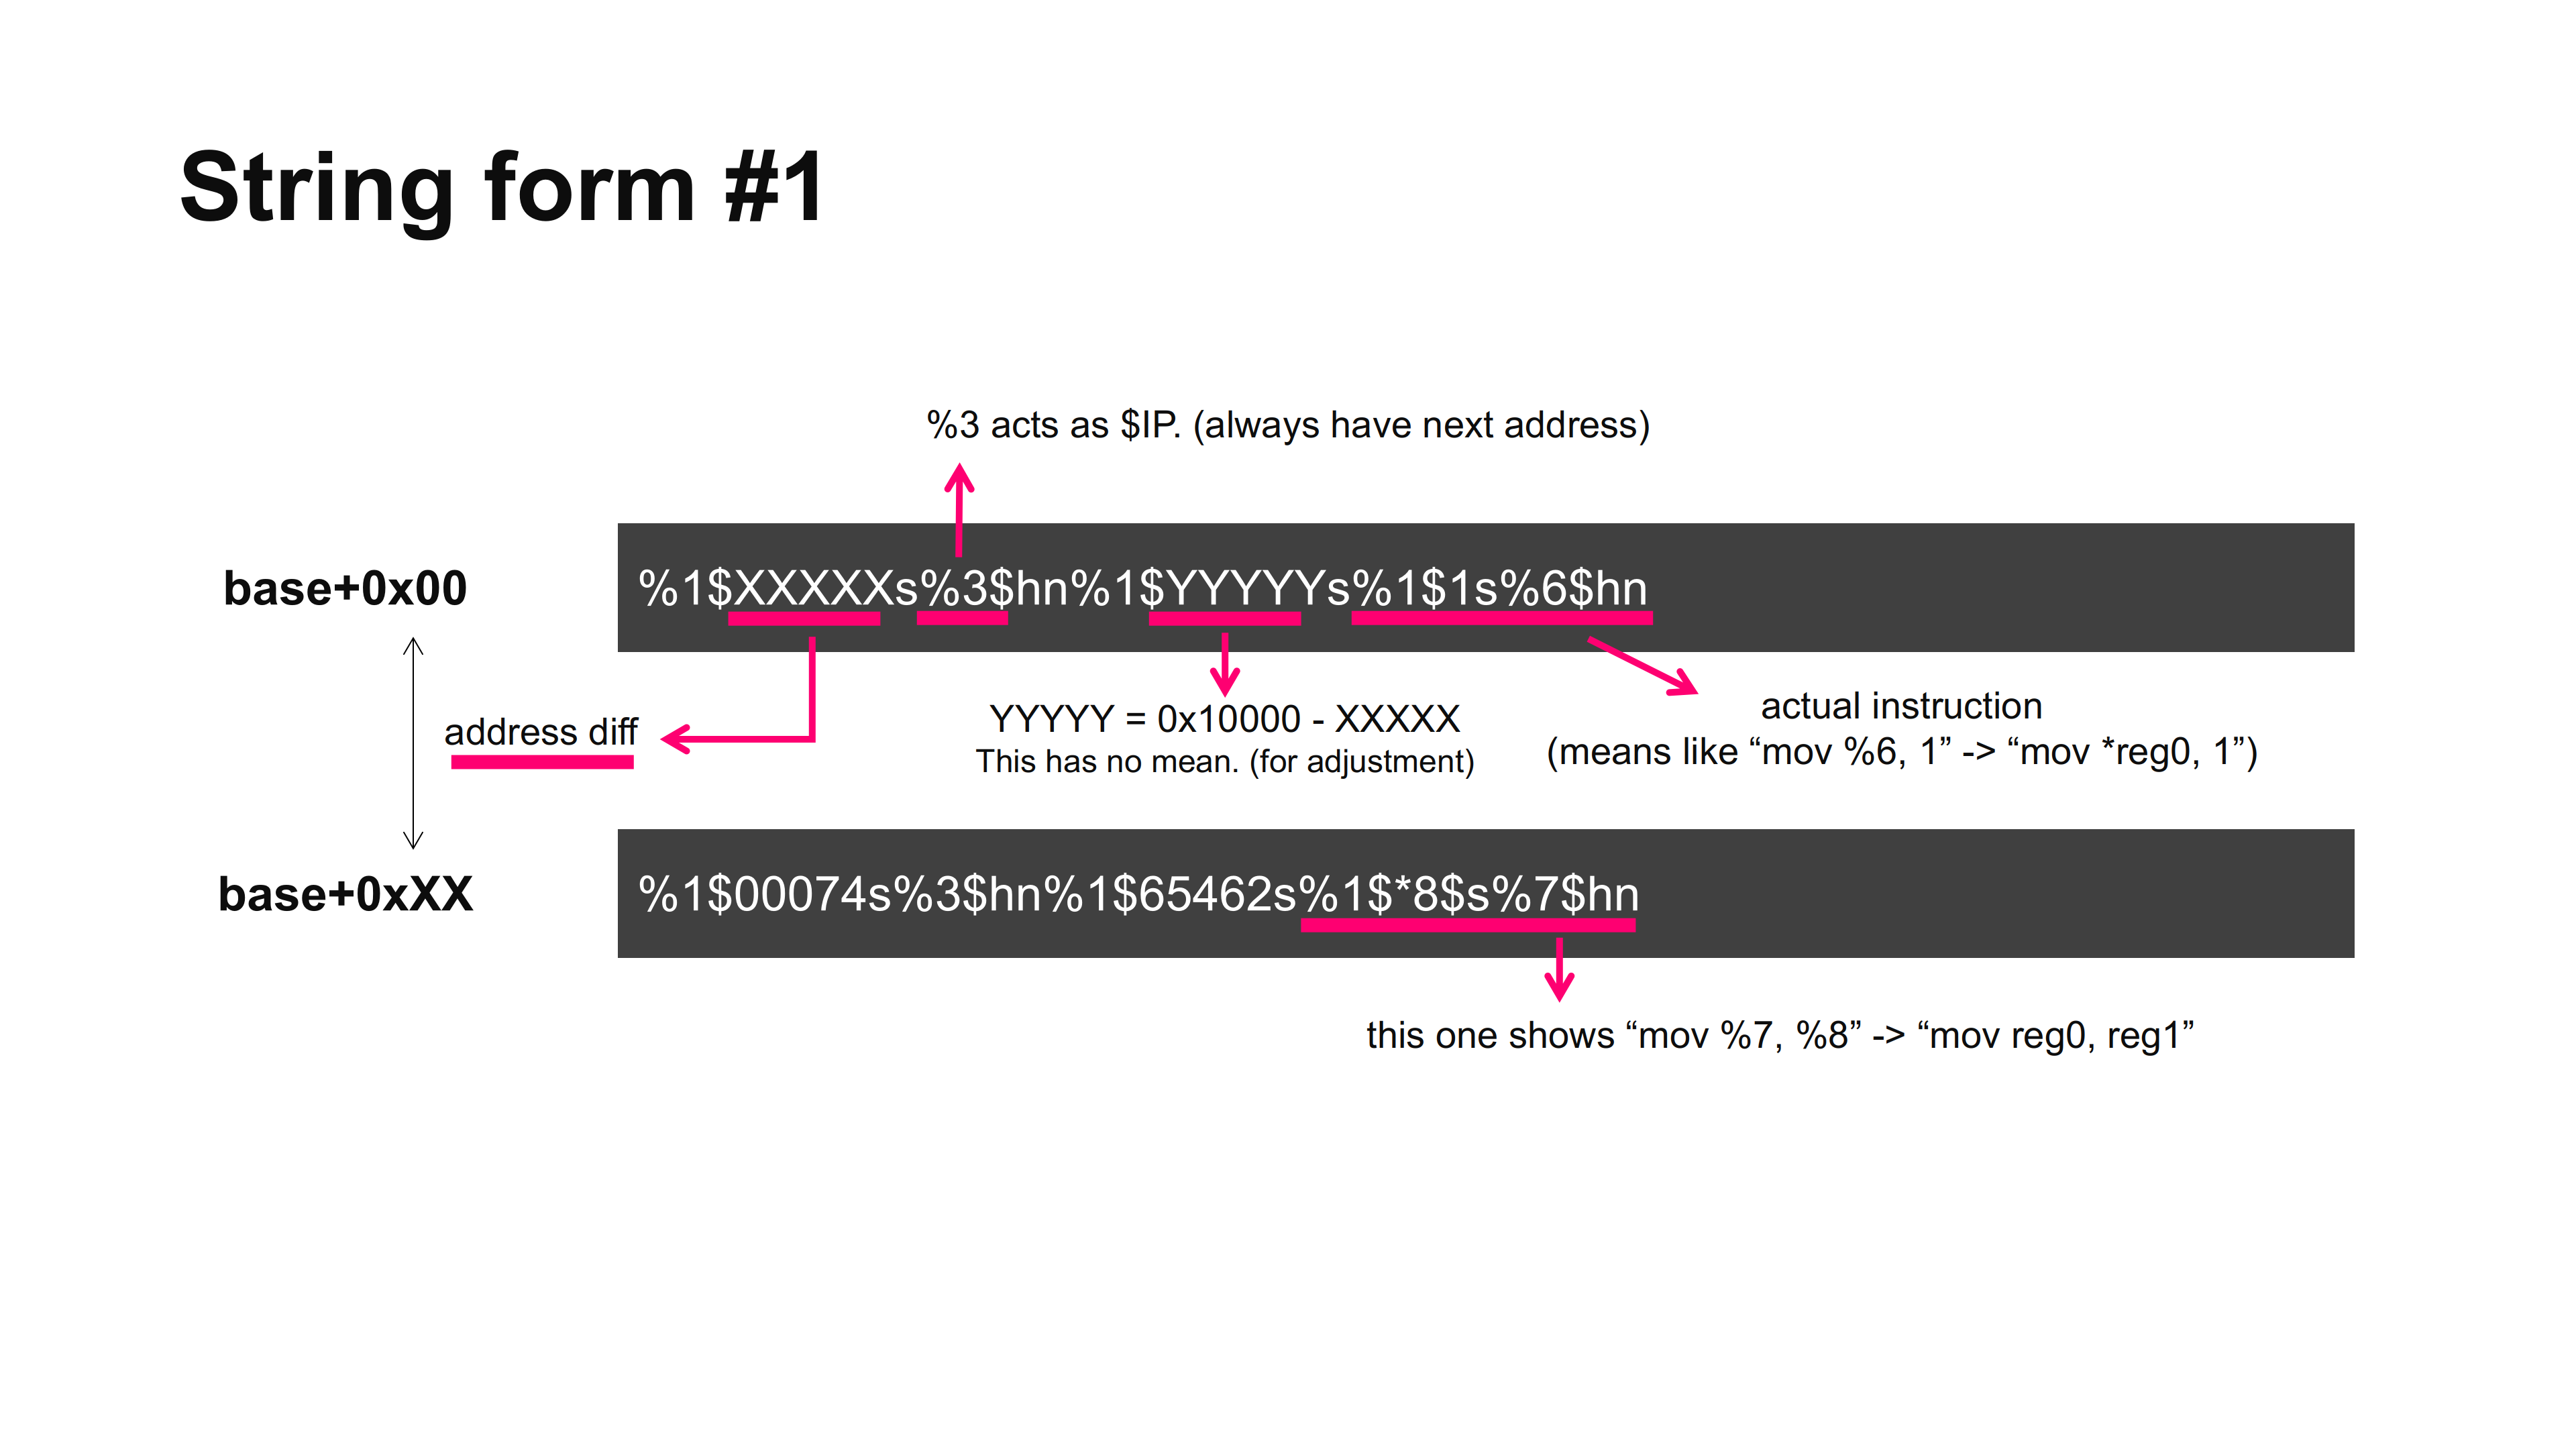 String form #1
%3 acts as $IP. (always have next address)
base+0x00
%1$XXXXXs%3$hn%1$YYYYYs%1$1s%6$hn
address diff
YYYYY = 0x10000 - XXXXX
This has no mean. (for adjustment)
actual instruction
(means like “mov %6, 1” -> “mov *reg0, 1”)
base+0xXX
%1$00074s%3$hn%1$65462s%1$*8$s%7$hn
this one shows “mov %7, %8” -> “mov reg0, reg1”